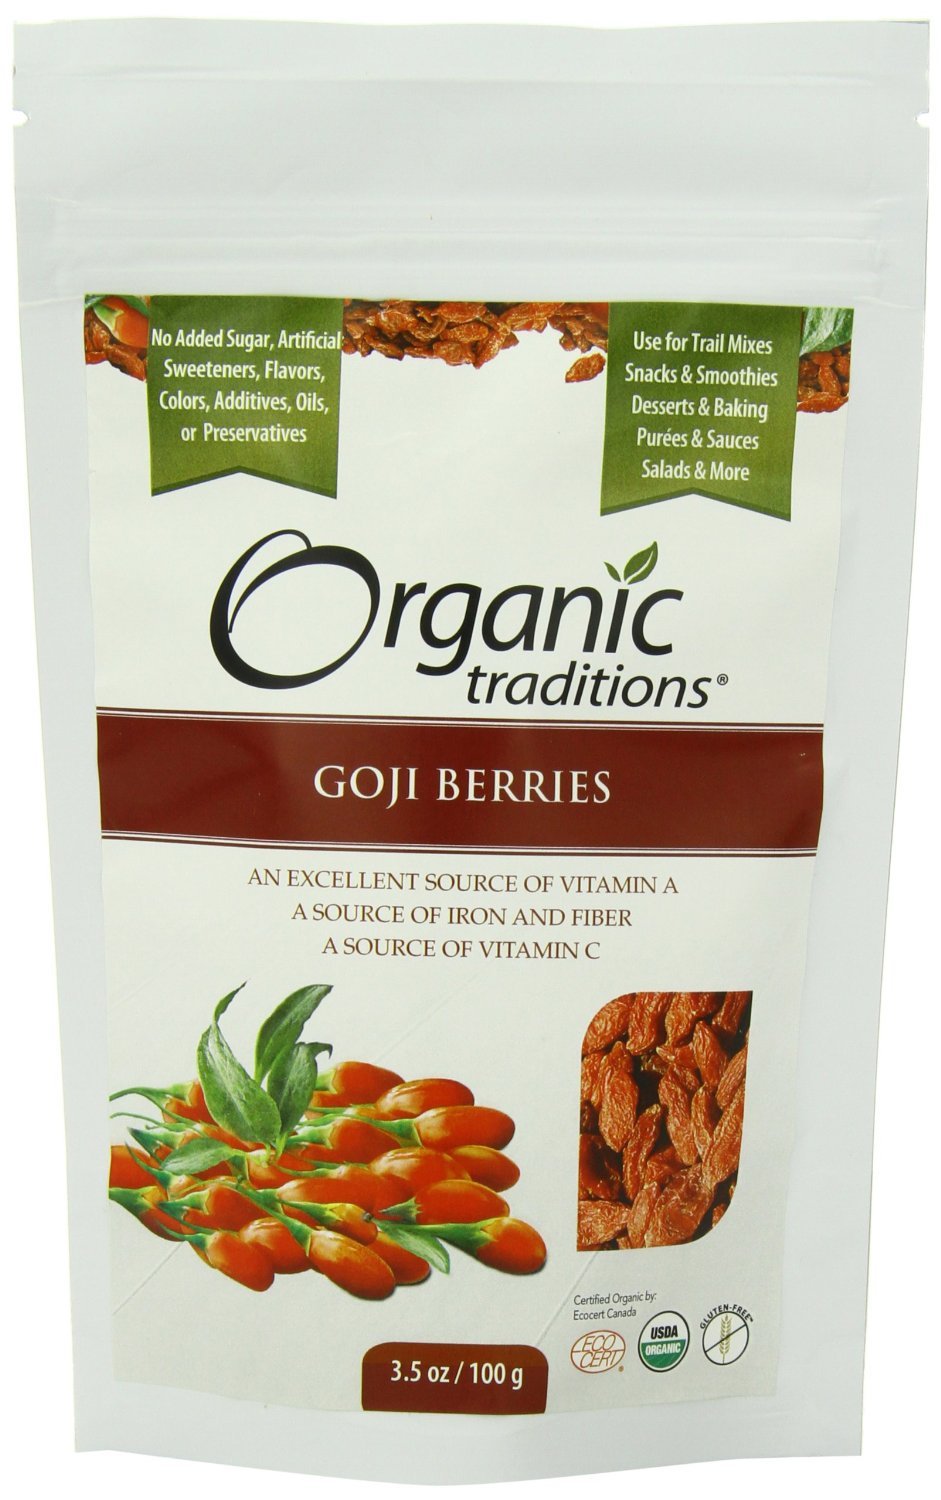 No Added Sugar, Artificial
Sweeteners, Flavors,
Colors, Additives, Oils,
or Preservatives
Use for Trail Mixes
Snacks & Smoothies
Desserts & Baking
Purées & Sauces
Salads & More
Organic
traditions®
GOJI BERRIES
AN EXCELLENT SOURCE OF VITAMIN A
A SOURCE OF IRON AND FIBER
A SOURCE OF VITAMIN C
Certified Organic by:
Ecocert Canada
ECO
CERT®
USDA
ORGANIC
GLUTEN-FREE™
3.5 oz / 100 g